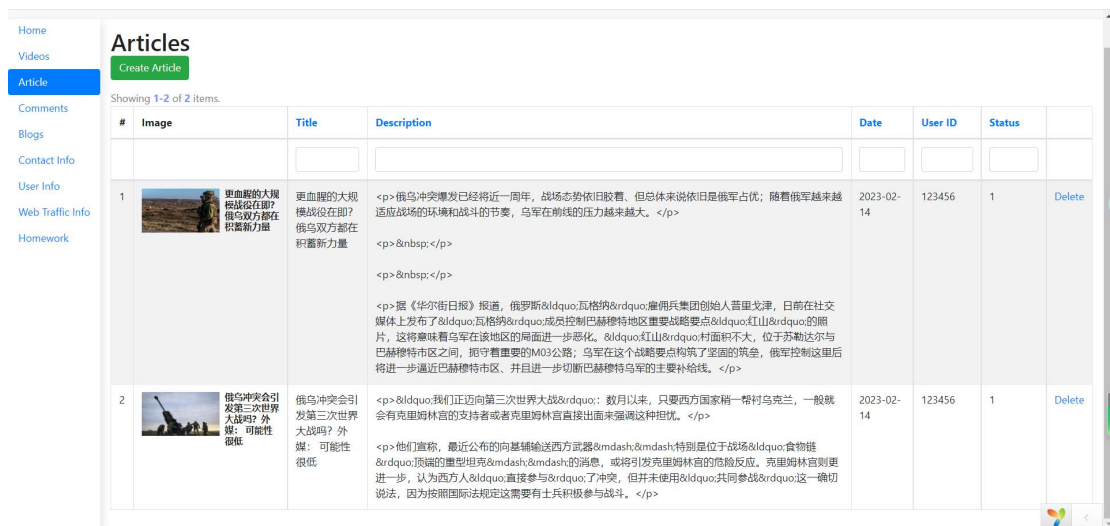 Home
Videos
Article
Comments
Blogs
Contact Info
User Info
Web Traffic Info
Homework
Articles
Create Article
Showing 1-2 of 2 items.
# Image Title Description Date User ID Status
1
更血腥的大规
模战役在即？
俄乌双方都在
积蓄新力量
更血腥的大规
模战役在即？
俄乌双方都在
积蓄新力量
<p>俄乌冲突爆发已经将近一周年，战场态势依旧胶着、但总体来说依旧是俄军占优；随着俄军越来越
适应战场的环境和战斗的节奏，乌军在前线的压力越来越大。</p>
<p>&nbsp;</p>
<p>&nbsp;</p>
<p>据《华尔街日报》报道，俄罗斯&ldquo;瓦格纳&rdquo;雇佣兵集团创始人普里戈津，日前在社交
媒体上发布了&ldquo;瓦格纳&rdquo;成员控制巴赫穆特地区重要战略要点&ldquo;红山&rdquo;的照
片，这将意味着乌军在该地区的局面进一步恶化。&ldquo;红山&rdquo;村面积不大，位于苏勒达尔与
巴赫穆特市区之间，扼守着重要的M03公路；乌军在这个战略要点构筑了坚固的筑垒，俄军控制这里后
将进一步逼近巴赫穆特市区、并且进一步切断巴赫穆特乌军的主要补给线。</p>
2023-02-
14
123456
1
Delete
2
俄乌冲突会引
发第三次世界
大战吗？外
媒：可能性
很低
俄乌冲突会引
发第三次世界
大战吗？外
媒：可能性
很低
<p>&ldquo;我们正迈向第三次世界大战&rdquo;：数月以来，只要西方国家稍一帮衬乌克兰，一般就
会有克里姆林宫的支持者或者克里姆林宫直接出面来强调这种担忧。</p>
<p>他们宣称，最近公布的向基辅输送西方武器&mdash;&mdash;特别是位于战场&ldquo;食物链
&rdquo;顶端的重型坦克&mdash;&mdash;的消息，或将引发克里姆林宫的危险反应。克里姆林宫则更
进一步，认为西方人&ldquo;直接参与&rdquo;了冲突，但并未使用&ldquo;共同参战&rdquo;这一确切
说法，因为按照国际法规定这需要有士兵积极参与战斗。</p>
2023-02-
14
123456
1
Delete